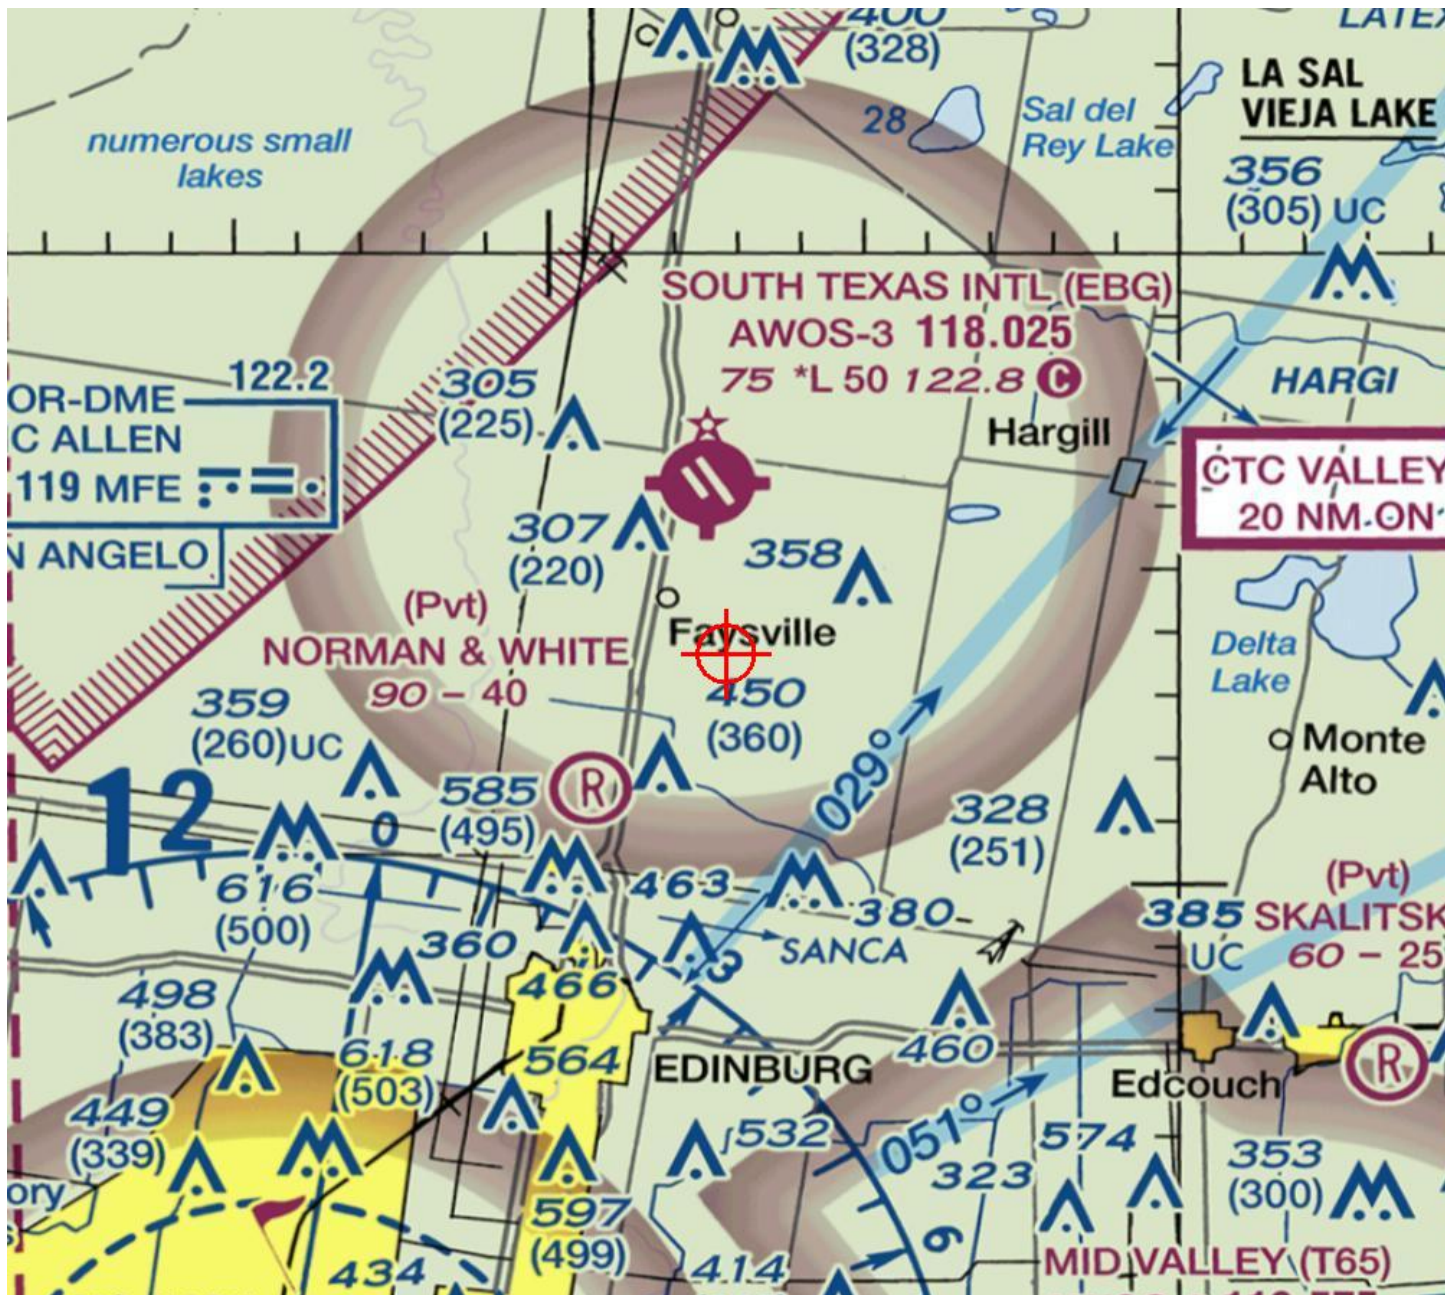 400
(328)
LATEX
LA SAL
VIEJA LAKE
numerous small
lakes
28
Sal del
Rey Lake
356
(305) UC
SOUTH TEXAS INTL (EBG)
AWOS-3 118.025
75 *L 50 122.8 C
122.2
OR-DME
C ALLEN
119 MFE
N ANGELO
305
(225)
Hargill
HARGI
CTC VALLEY
20 NM ON
307
(220)
358
(Pvt)
NORMAN & WHITE
90 - 40
Faysville
450
(360)
Delta
Lake
359
(260)UC
Monte
Alto
12
0
585
(495)
R
029°
328
(251)
616
(500)
463
380
385
UC
(Pvt)
SKALITSK
60 - 25
360
SANCA
3
466
498
(383)
618
(503)
564
EDINBURG
460
Edcouch
R
449
(339)
532
051°
323
574
353
(300)
ory
s
597
(499)
6
434
414
MID VALLEY (T65)